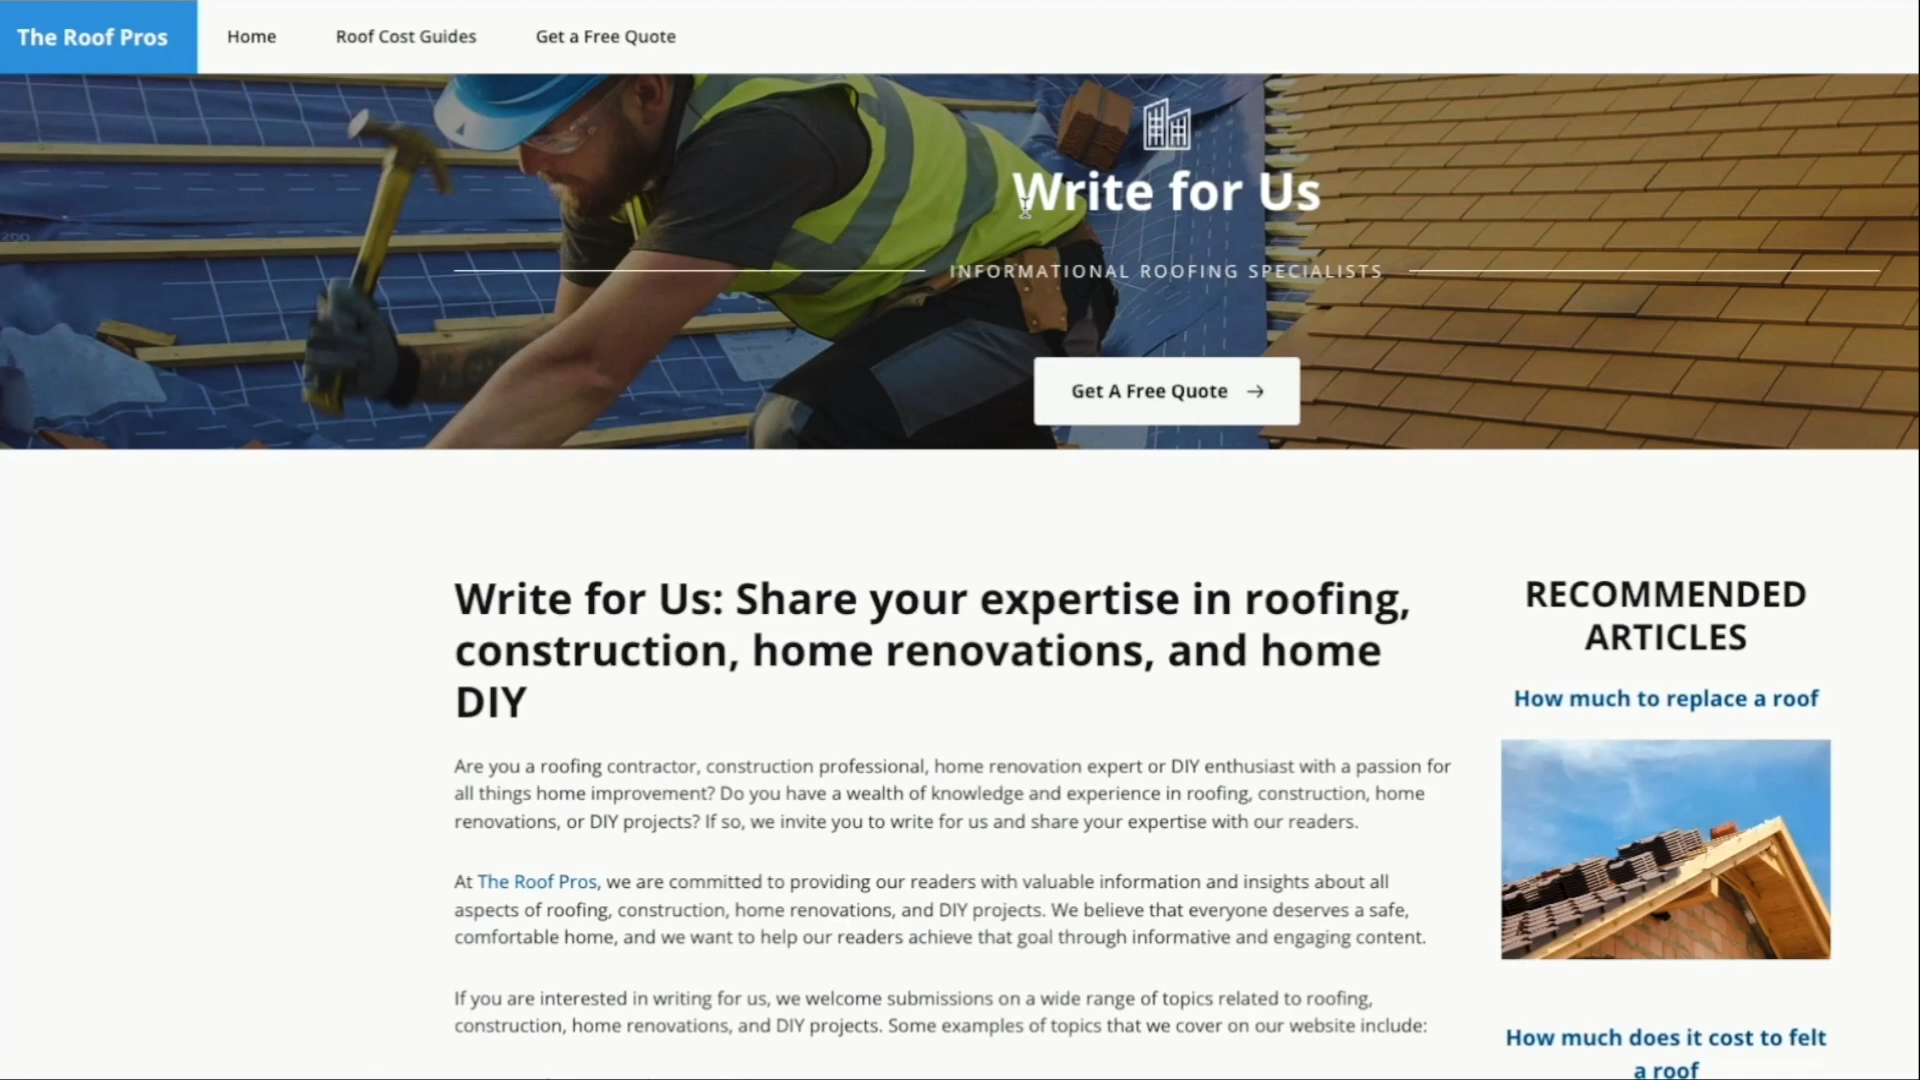 The Roof Pros
Home
Roof Cost Guides
Get a Free Quote
Write for Us
INFORMATIONAL ROOFING SPECIALISTS
Get A Free Quote
Write for Us: Share your expertise in roofing,
construction, home renovations, and home
DIY
Are you a roofing contractor, construction professional, home renovation expert or DIY enthusiast with a passion for
all things home improvement? Do you have a wealth of knowledge and experience in roofing, construction, home
renovations, or DIY projects? If so, we invite you to write for us and share your expertise with our readers.
At The Roof Pros, we are committed to providing our readers with valuable information and insights about all
aspects of roofing, construction, home renovations, and DIY projects. We believe that everyone deserves a safe,
comfortable home, and we want to help our readers achieve that goal through informative and engaging content.
If you are interested in writing for us, we welcome submissions on a wide range of topics related to roofing,
construction, home renovations, and DIY projects. Some examples of topics that we cover on our website include:
RECOMMENDED
ARTICLES
How much to replace a roof
How much does it cost to felt
a roof